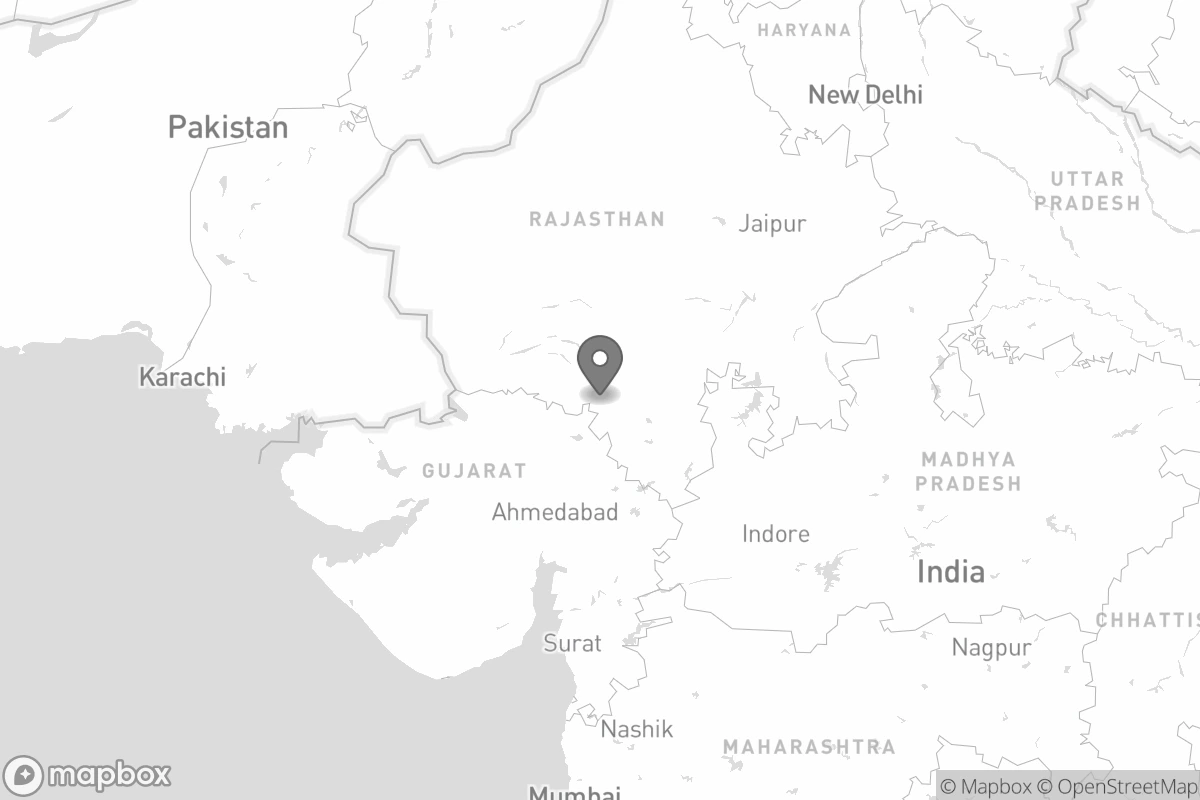 HARYANA
New Delhi
Pakistan
UTTAR
PRADESH
RAJASTHAN
Jaipur
Karachi
GUJARAT
MADHYA
PRADESH
Ahmedabad
Indore
India
CHHATTIS
Surat
Nagpur
Nashik
MAHARASHTRA
Mumbai
mapbox
© Mapbox © OpenStreetMap